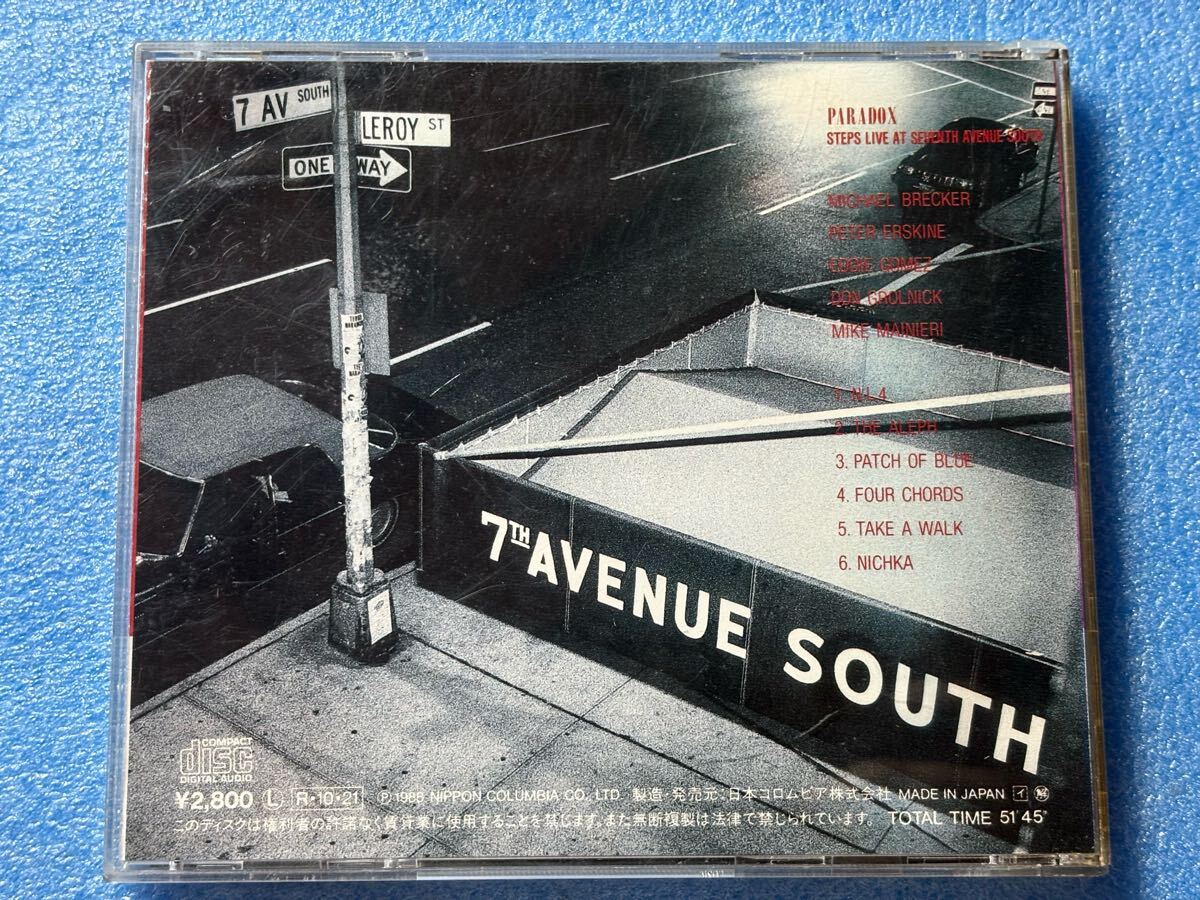 7 AV SOUTH
LEROY ST
ONE WAY
PARADOX
STEPS LIVE AT SEVENTH AVENUE SOUTH
MICHAEL BRECKER
PETER ERSKINE
EDDIE GOMEZ
DON GROLNICK
MIKE MAINIERI
1. N.L.4
2. THE ALEPH
3. PATCH OF BLUE
4. FOUR CHORDS
5. TAKE A WALK
6. NICHKA
7TH AVENUE SOUTH
COMPACT
disc
DIGITAL AUDIO
¥2,800 Ⓛ R・10・21 Ⓟ1986 NIPPON COLUMBIA CO., LTD. 製造・発売元:日本コロムビア株式会社 MADE IN JAPAN イ
このディスクは権利者の許諾なく賃貸業に使用することを禁じます。また無断複製は法律で禁じられています。 TOTAL TIME 51'45"